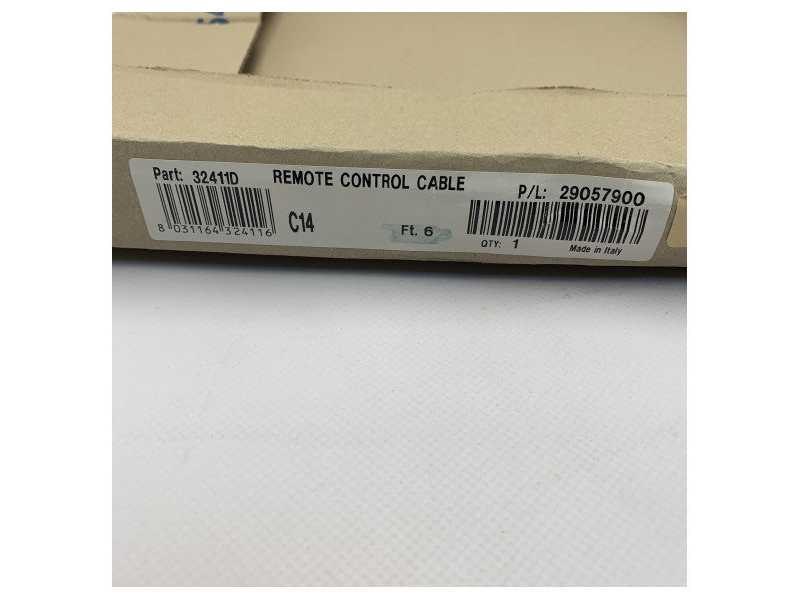 Part: 32411D REMOTE CONTROL CABLE P/L: 29057900
8 031164 324116 C14 Ft. 6 QTY: 1 Made in Italy